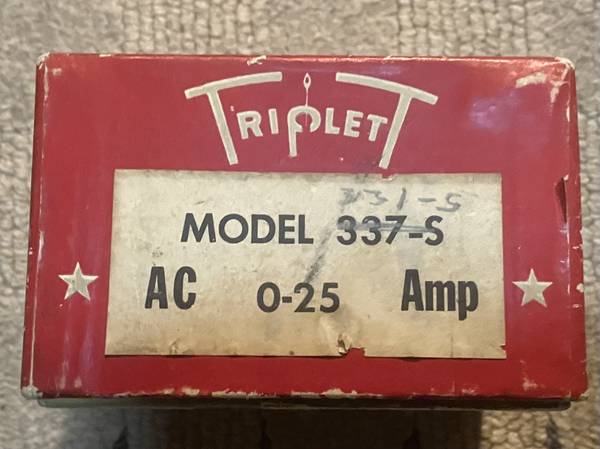 TRIPLETT
331-S
MODEL 337-S
AC 0-25 Amp